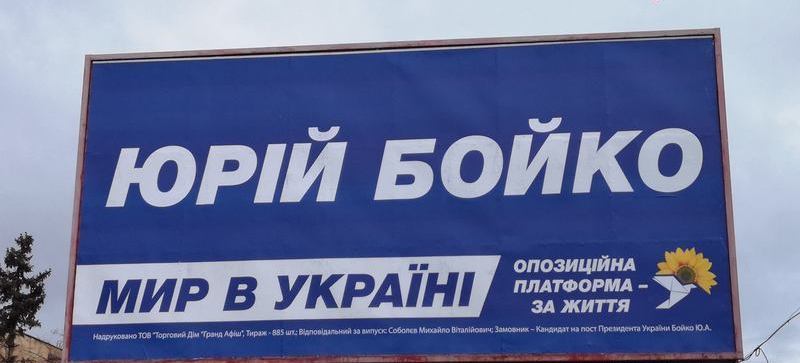 ЮРІЙ БОЙКО
МИР В УКРАЇНІ
ОПОЗИЦІЙНА
ПЛАТФОРМА –
ЗА ЖИТТЯ
Надруковано ТОВ "Торговий Дім "Гранд Афіш", Тираж - 885 шт.; Відповідальний за випуск: Соболєв Михайло Віталійович; Замовник – Кандидат на пост Президента України Бойко Ю.А.